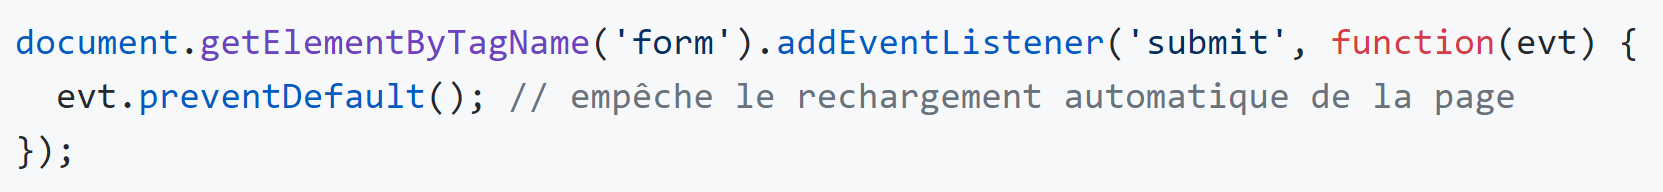 document.getElementByTagName('form').addEventListener('submit', function(evt) {
  evt.preventDefault(); // empêche le rechargement automatique de la page
});